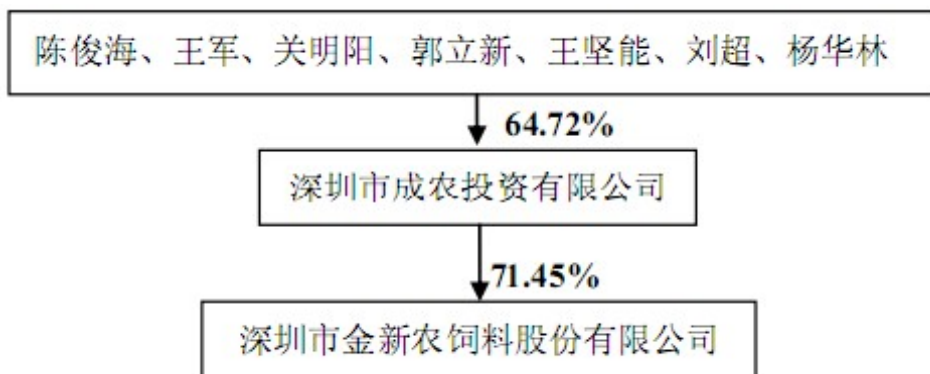 陈俊海、王军、关明阳、郭立新、王坚能、刘超、杨华林
64.72%
深圳市成农投资有限公司
71.45%
深圳市金新农饲料股份有限公司